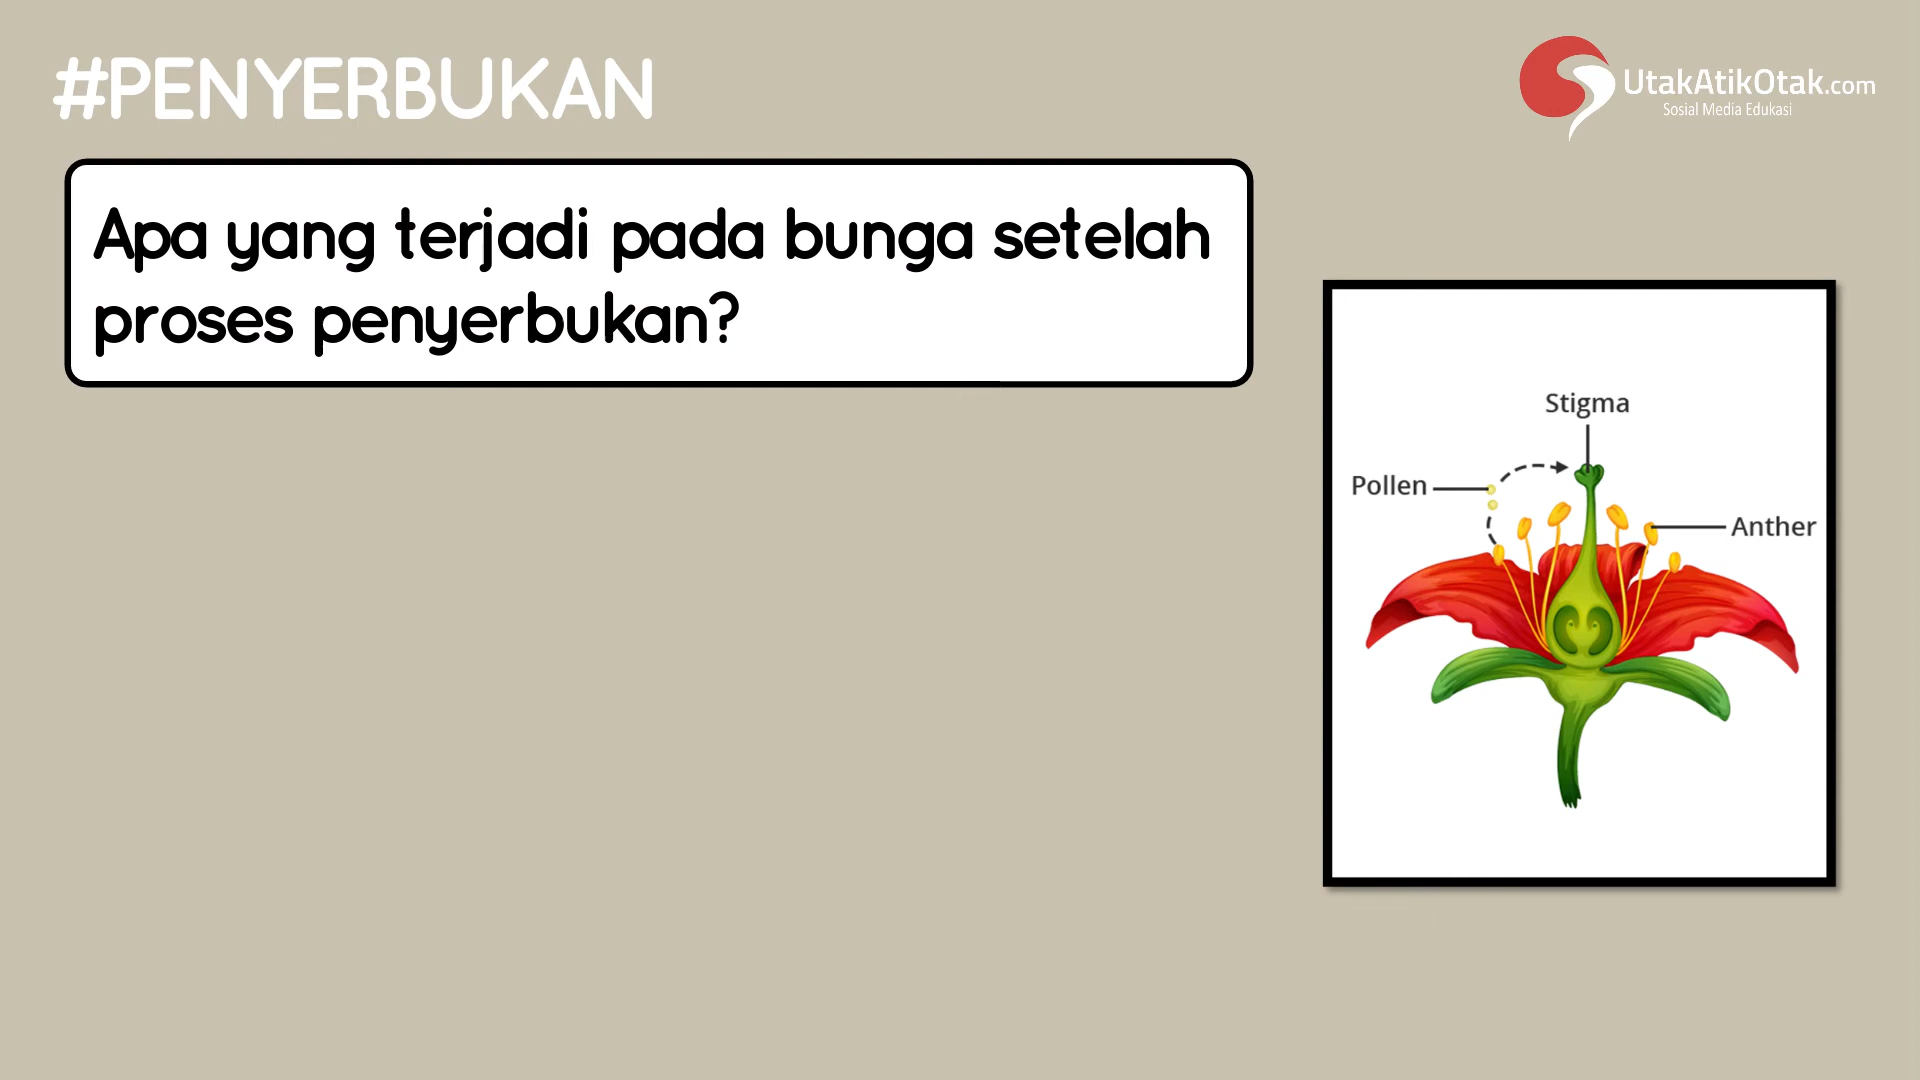 #PENYERBUKAN
UtakAtikOtak.com
Sosial Media Edukasi
Apa yang terjadi pada bunga setelah
proses penyerbukan?
Stigma
Pollen
Anther